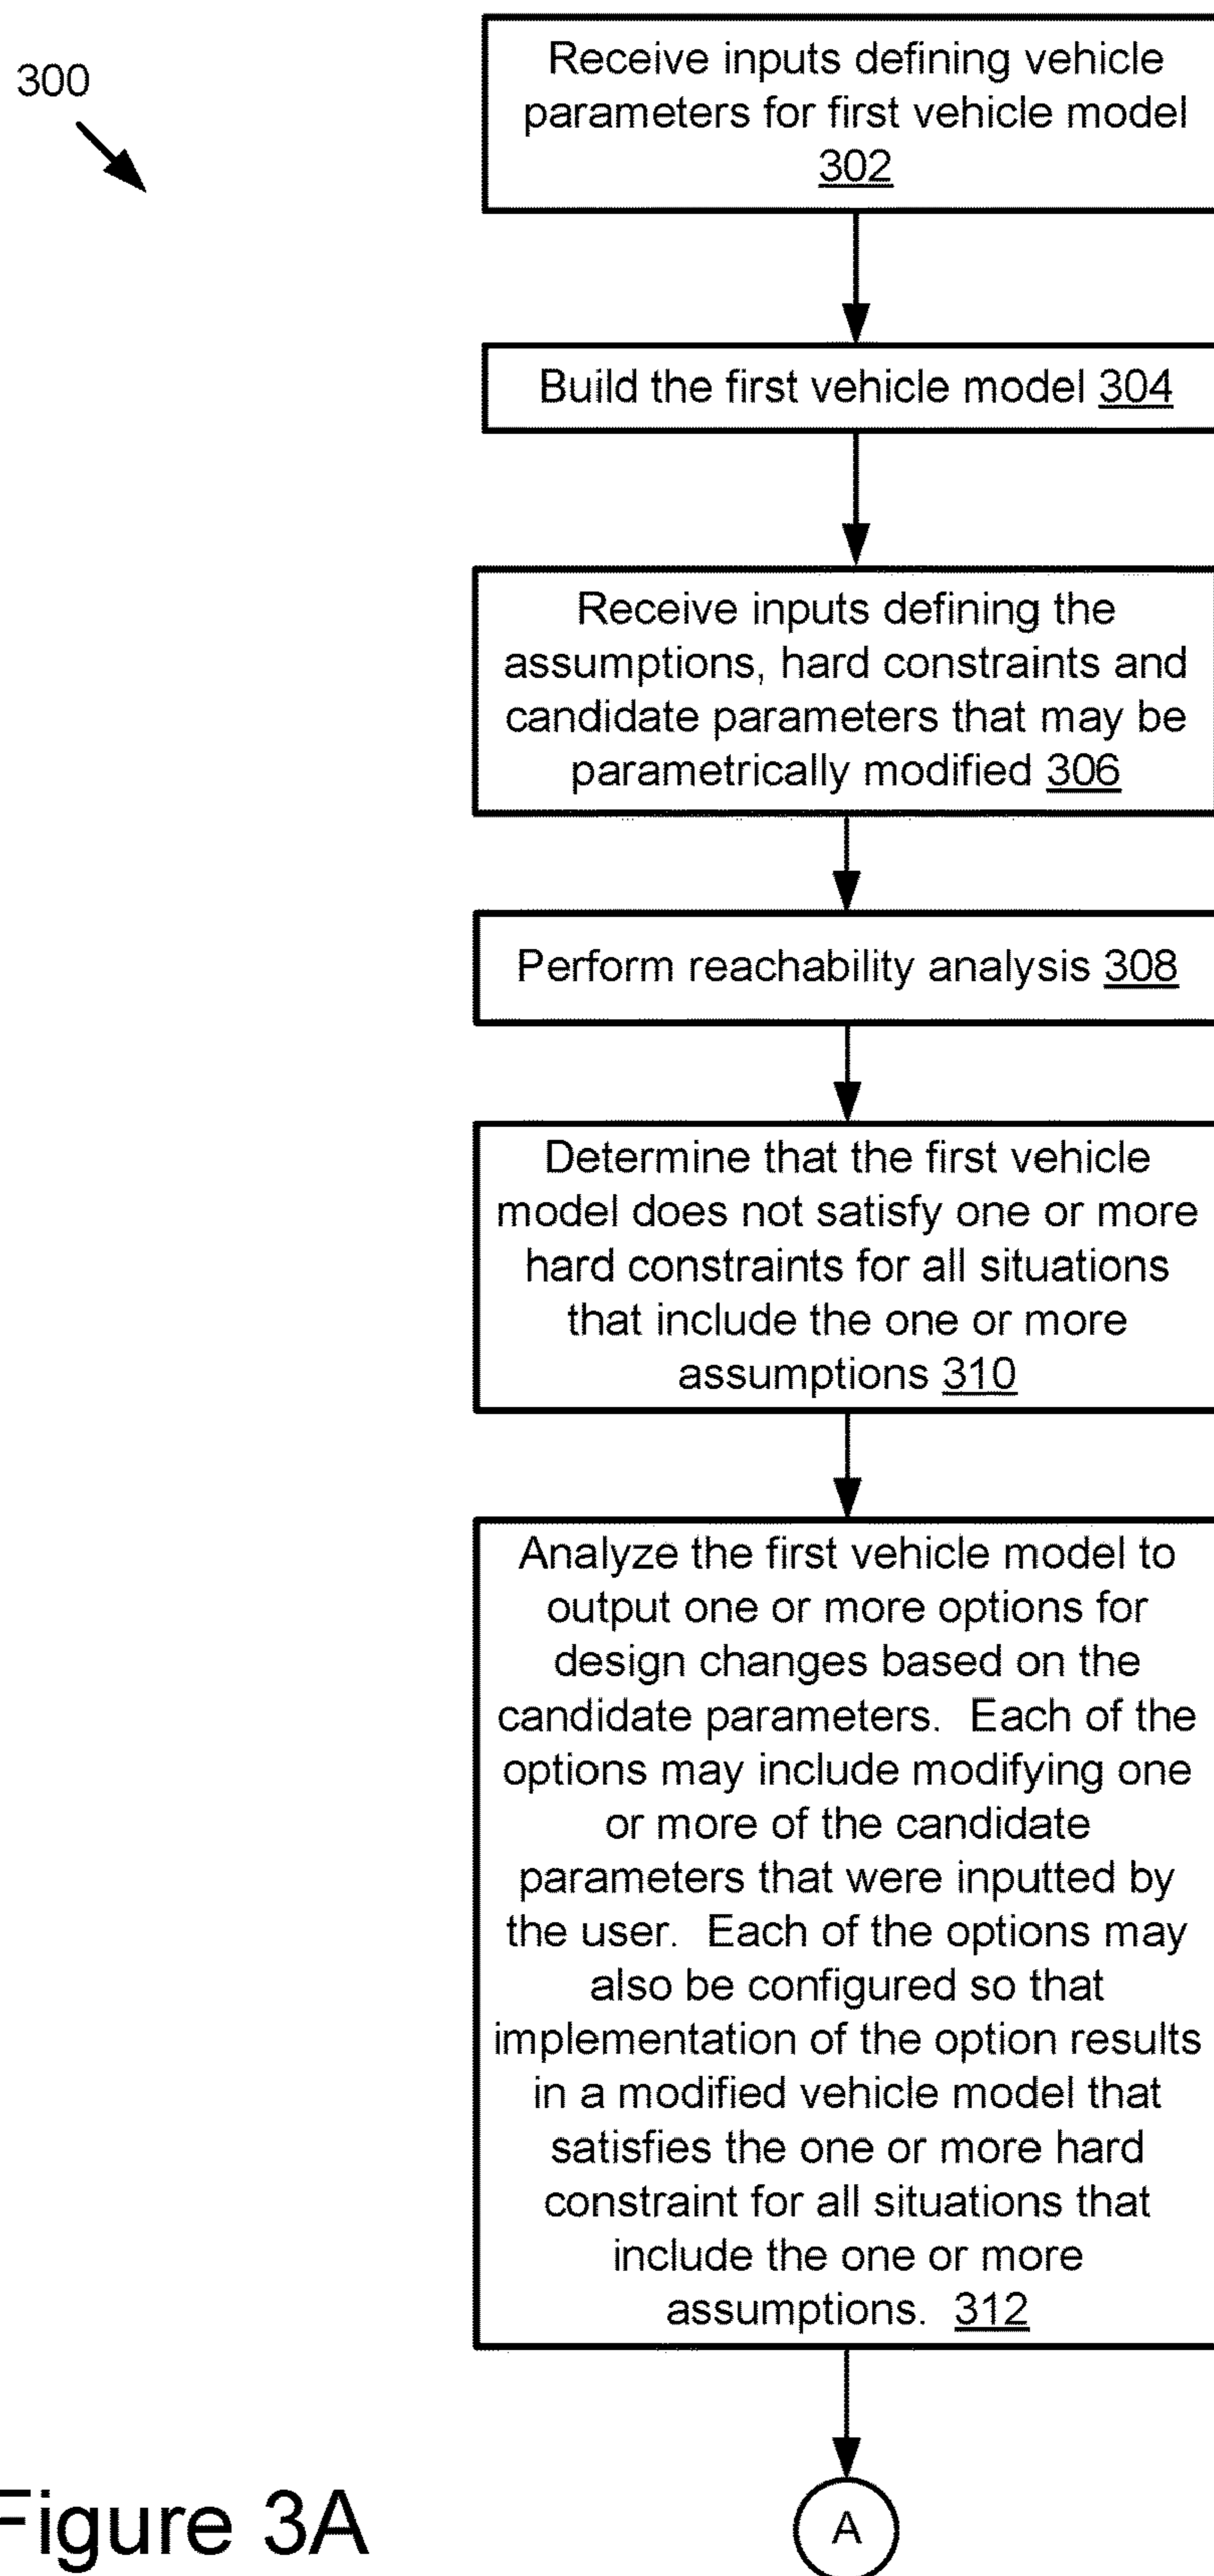 300
Receive inputs defining vehicle
parameters for first vehicle model
302
Build the first vehicle model 304
Receive inputs defining the
assumptions, hard constraints and
candidate parameters that may be
parametrically modified 306
Perform reachability analysis 308
Determine that the first vehicle
model does not satisfy one or more
hard constraints for all situations
that include the one or more
assumptions 310
Analyze the first vehicle model to
output one or more options for
design changes based on the
candidate parameters.  Each of the
options may include modifying one
or more of the candidate
parameters that were inputted by
the user.  Each of the options may
also be configured so that
implementation of the option results
in a modified vehicle model that
satisfies the one or more hard
constraint for all situations that
include the one or more
assumptions.  312
Figure 3A
A